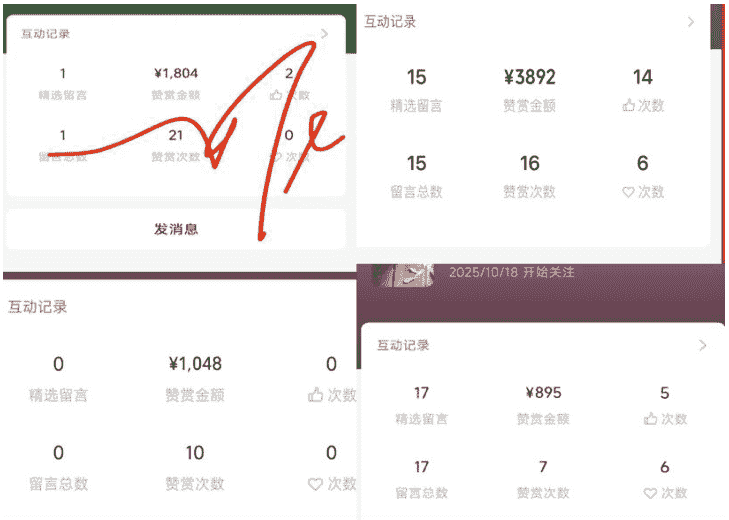 互动记录
1 ¥1,804 2
精选留言 赞赏金额 次数
1 21 0
留言总数 赞赏次数 次数
发消息
互动记录
15 ¥3892 14
精选留言 赞赏金额 次数
15 16 6
留言总数 赞赏次数 次数
互动记录
0 ¥1,048 0
精选留言 赞赏金额 次数
0 10 0
留言总数 赞赏次数 次数
2025/10/18 开始关注
互动记录
17 ¥895 5
精选留言 赞赏金额 次数
17 7 6
留言总数 赞赏次数 次数